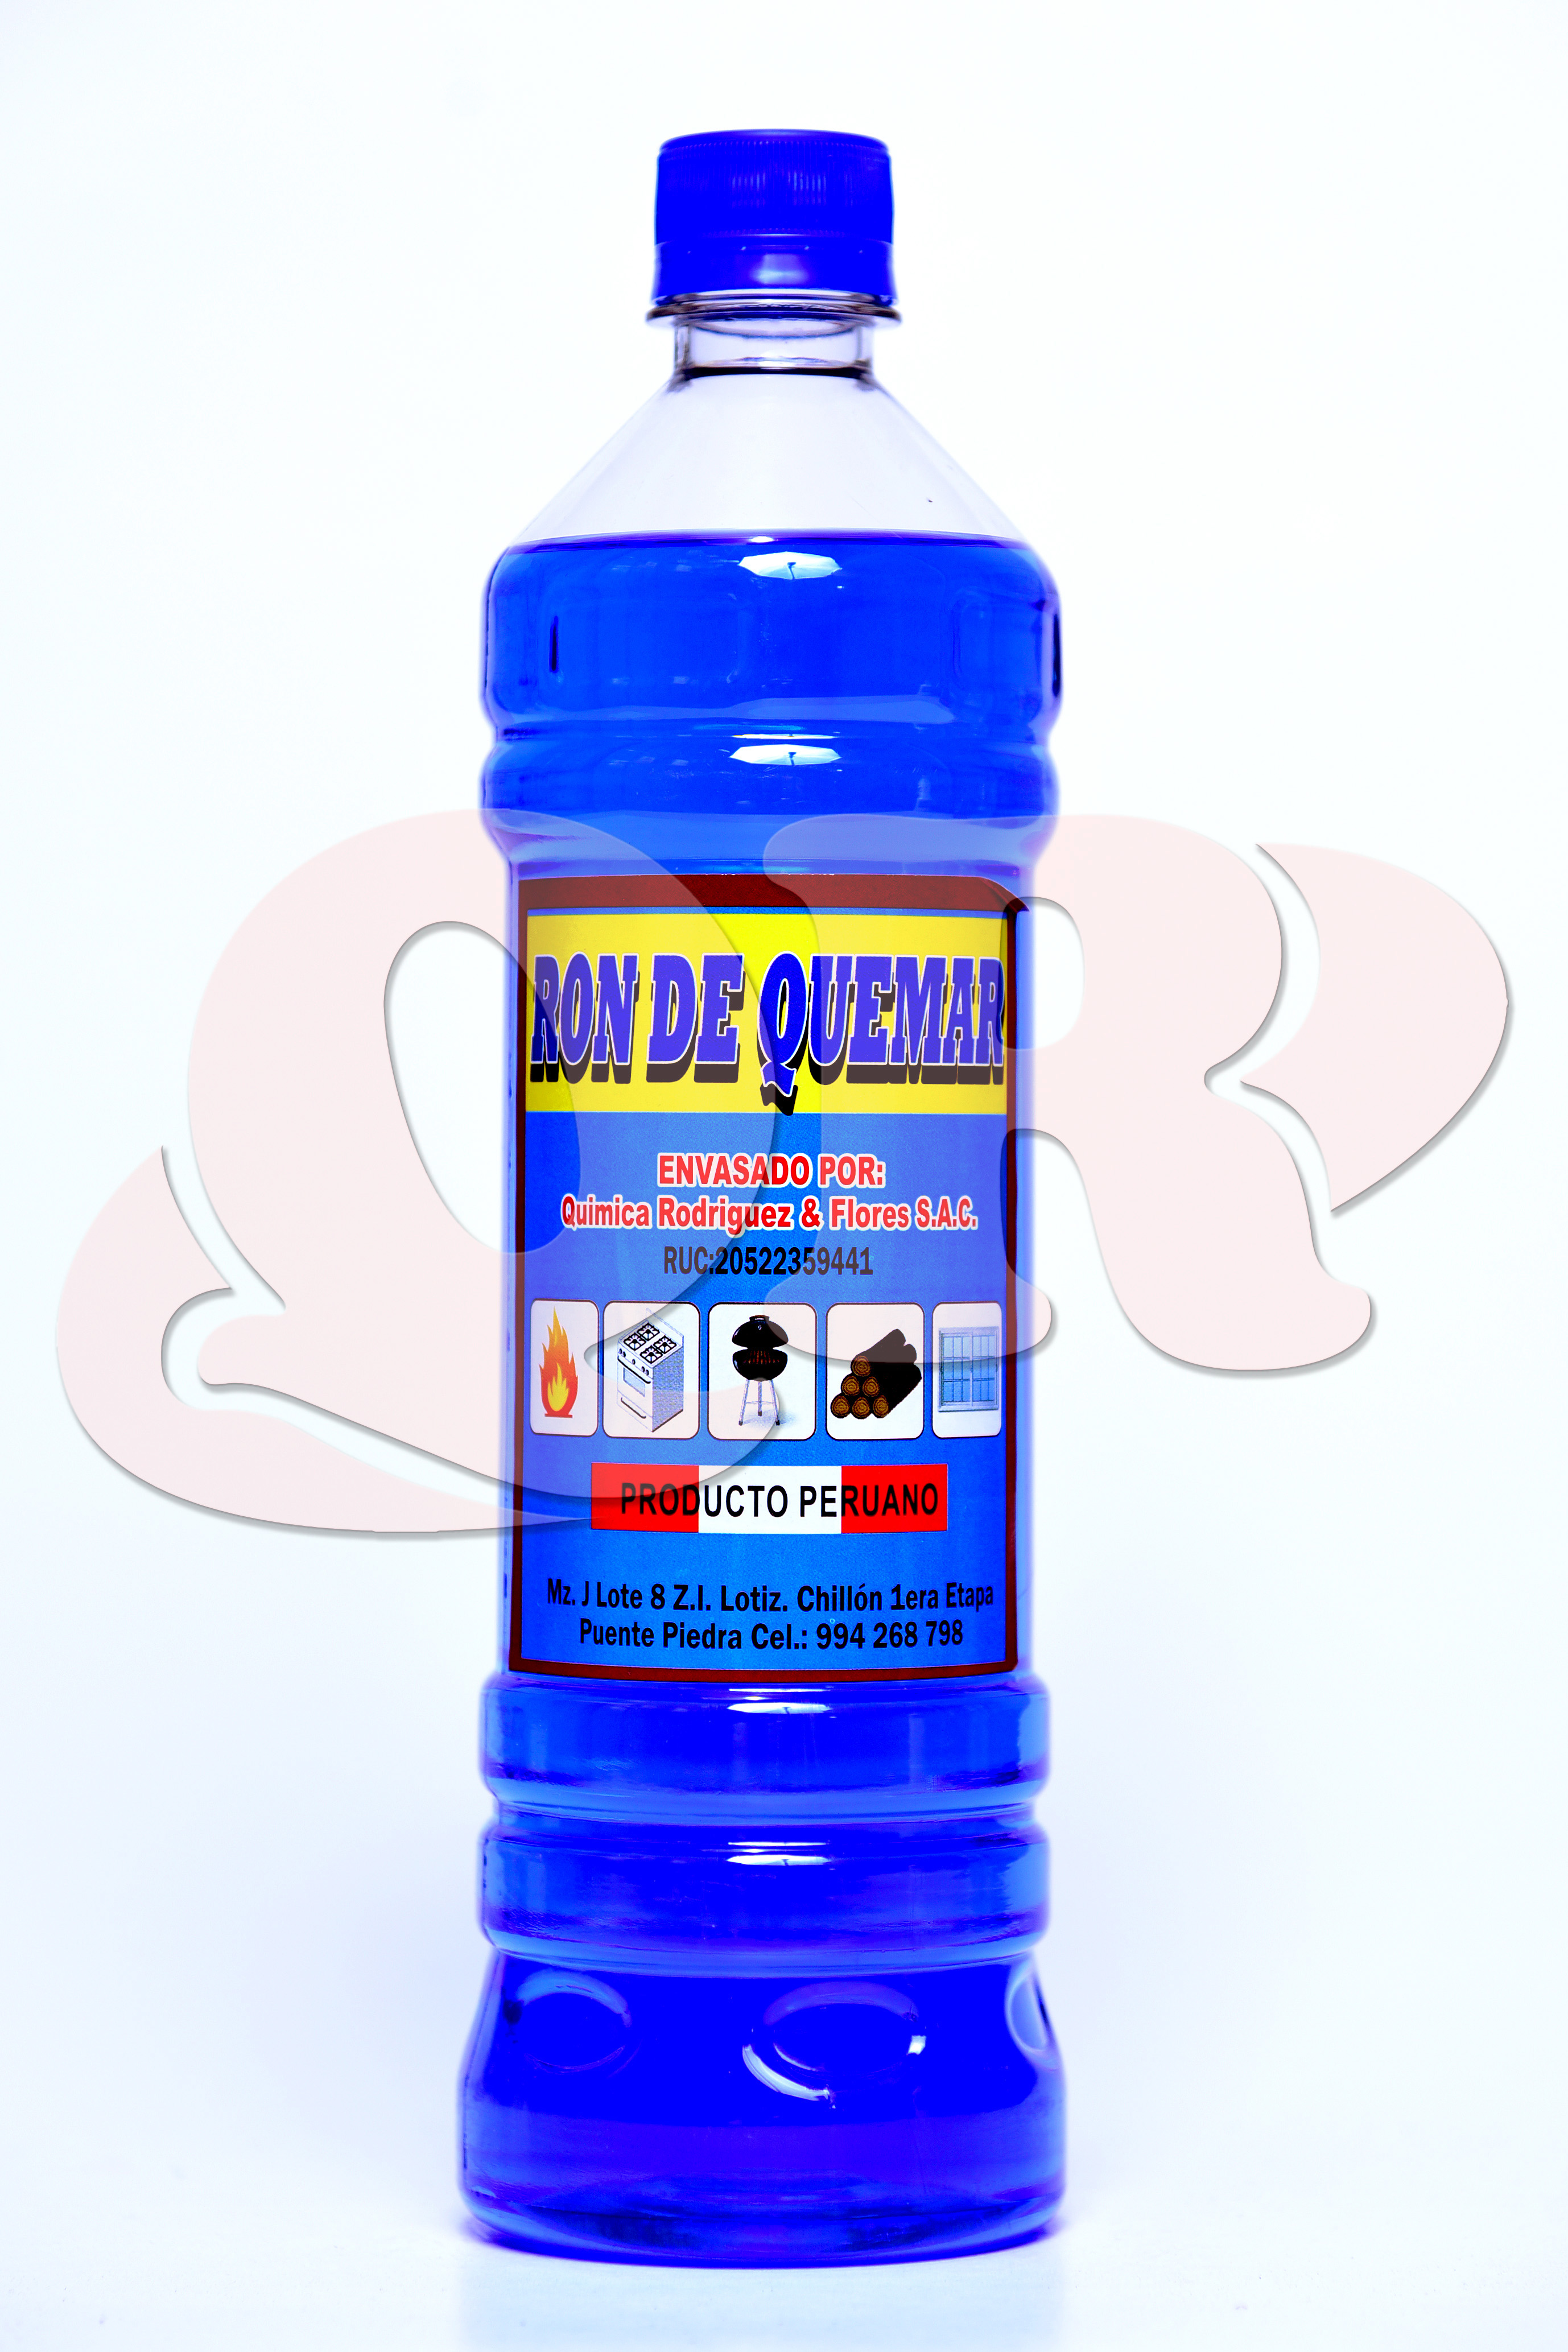 RON DE QUEMAR
ENVASADO POR:
Quimica Rodriguez & Flores S.A.C.
RUC:20522359441
PRODUCTO PERUANO
Mz. J Lote 8 Z.I. Lotiz. Chillón 1era Etapa
Puente Piedra Cel.: 994 268 798
QR